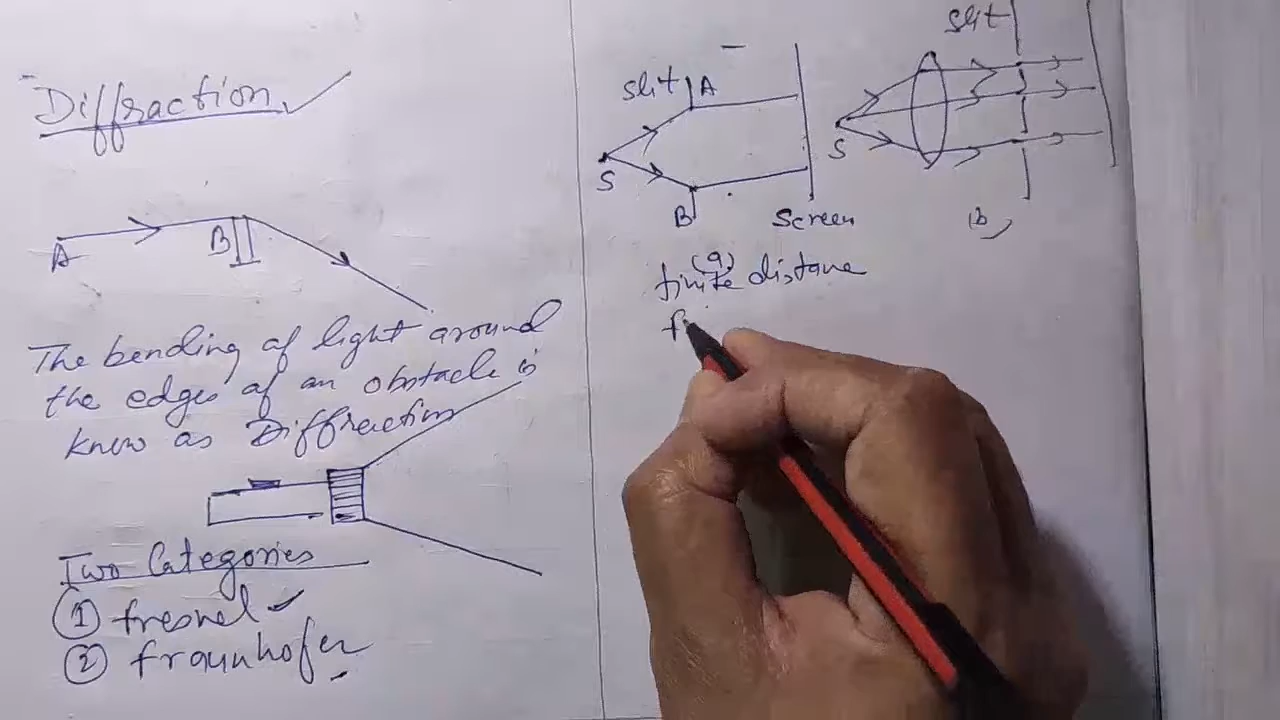 Diffraction
A
B
The bending of light around
the edges of an obstacle is
know as Diffraction
Two Categories
① fresnel
② fraunhofer
slit A
S
B
Screen
(a)
finite distane
f
slit
S
(b)